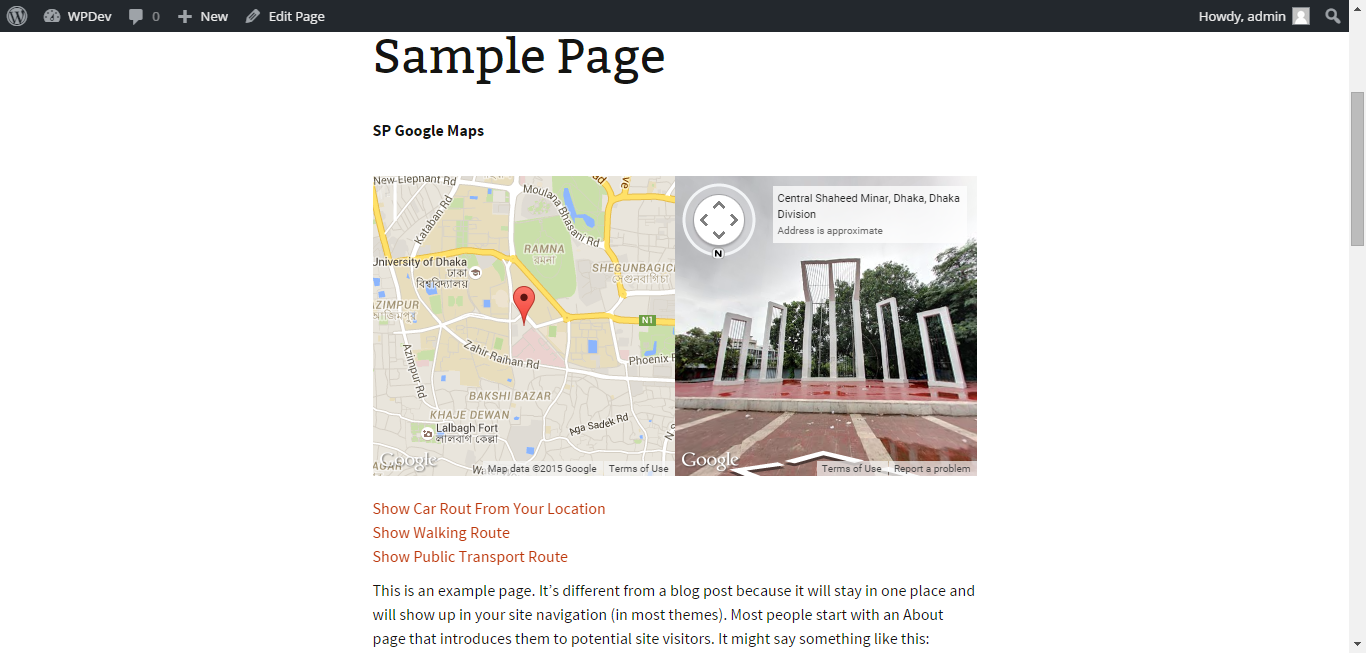 WPDev 0 New Edit Page Howdy, admin
Sample Page
SP Google Maps
New Elephant Rd
Kataban Rd
Moulana Bhasani Rd
RAMNA
রমনা
University of Dhaka
ঢাকা
বিশ্ববিদ্যালয়
SHEGUNBAGIC
সেগুনবাগিচা
AZIMPUR
আজিমপুর
N1
Azimpur Rd
Zahir Raihan Rd
Phoenix R
BAKSHI BAZAR
KHAJE DEWAN
Lalbagh Fort
লালবাগ কেল্লা
Aga Sadek Rd
Google
Map data ©2015 Google Terms of Use
Central Shaheed Minar, Dhaka, Dhaka
Division
Address is approximate
N
Google
Terms of Use Report a problem
Show Car Rout From Your Location
Show Walking Route
Show Public Transport Route
This is an example page. It’s different from a blog post because it will stay in one place and
will show up in your site navigation (in most themes). Most people start with an About
page that introduces them to potential site visitors. It might say something like this: